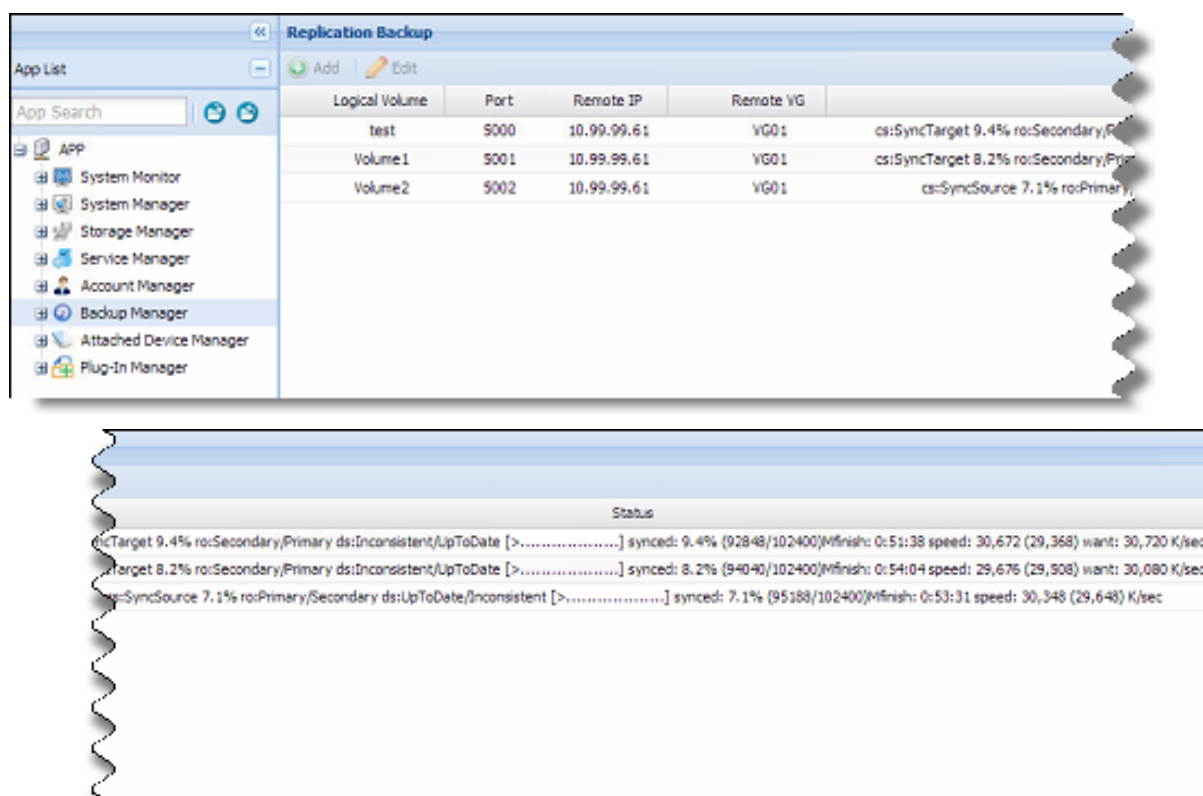 Replication Backup
App List
Add Edit
App Search
Logical Volume Port Remote IP Remote VG
test 5000 10.99.99.61 VG01 cs:SyncTarget 9.4% ro:Secondary/
Volume1 5001 10.99.99.61 VG01 cs:SyncTarget 8.2% ro:Secondary/Prim
Volume2 5002 10.99.99.61 VG01 cs:SyncSource 7.1% ro:Primary/
APP
System Monitor
System Manager
Storage Manager
Service Manager
Account Manager
Backup Manager
Attached Device Manager
Plug-In Manager
Status
ncTarget 9.4% ro:Secondary/Primary ds:Inconsistent/UpToDate [>...................] synced: 9.4% (92848/102400)Mfinish: 0:51:38 speed: 30,672 (29,368) want: 30,720 K/sec
Target 8.2% ro:Secondary/Primary ds:Inconsistent/UpToDate [>...................] synced: 8.2% (94040/102400)Mfinish: 0:54:04 speed: 29,676 (29,508) want: 30,080 K/sec
cs:SyncSource 7.1% ro:Primary/Secondary ds:UpToDate/Inconsistent [>...................] synced: 7.1% (95188/102400)Mfinish: 0:53:31 speed: 30,348 (29,648) K/sec